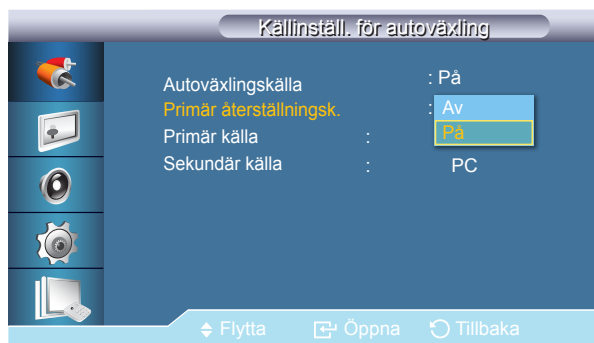 Källinställ. för autoväxling
Autoväxlingskälla : På
Primär återställningsk. : Av
På
Primär källa :
Sekundär källa : PC
Flytta Öppna Tillbaka